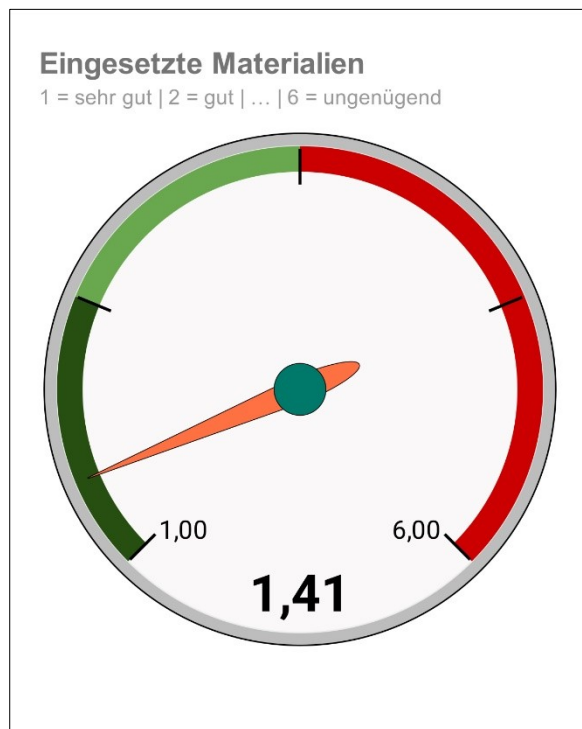 Eingesetzte Materialien
1 = sehr gut | 2 = gut | … | 6 = ungenügend
1,00
6,00
1,41